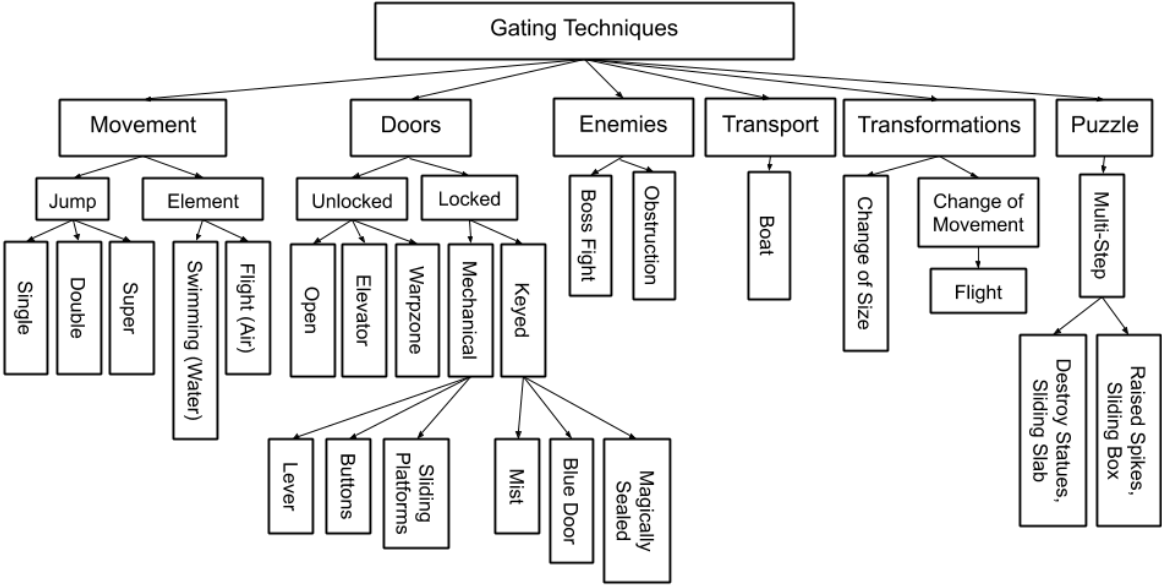 Gating Techniques
Movement
Doors
Enemies
Transport
Transformations
Puzzle
Jump
Element
Unlocked
Locked
Boss Fight
Obstruction
Boat
Change of Size
Change of
Movement
Multi-Step
Single
Double
Super
Swimming (Water)
Flight (Air)
Open
Elevator
Warpzone
Mechanical
Keyed
Flight
Destroy Statues,
Sliding Slab
Raised Spikes,
Sliding Box
Lever
Buttons
Sliding
Platforms
Mist
Blue Door
Magically
Sealed